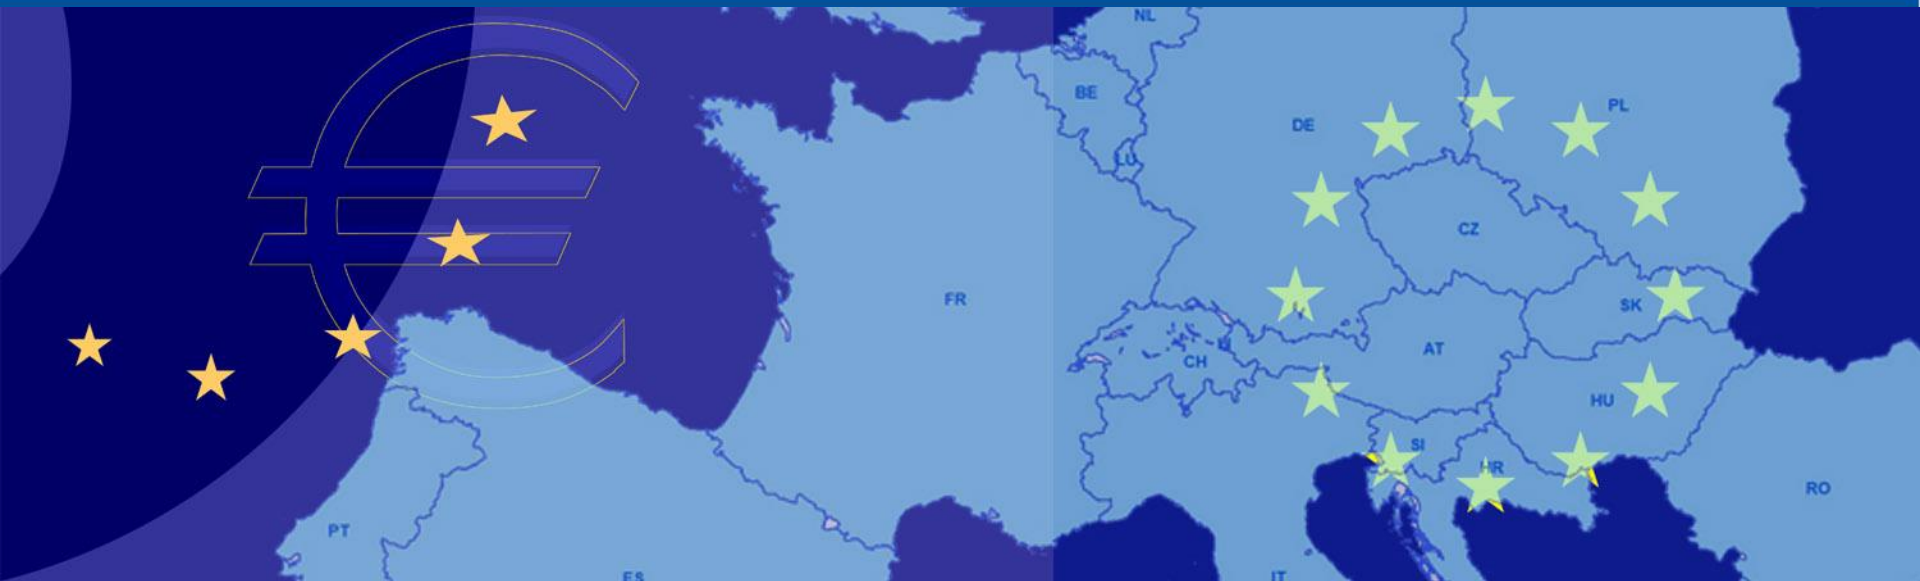 NL
BE
PL
DE
LU
CZ
FR
SK
AT
CH
HU
SI
HR
RO
PT
ES
IT